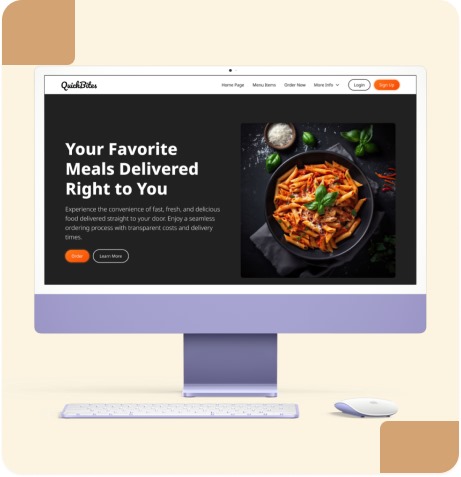 QuickBites
Home Page Menu Items Order Now More Info Login Sign Up
Your Favorite
Meals Delivered
Right to You
Experience the convenience of fast, fresh, and delicious
food delivered straight to your door. Enjoy a seamless
ordering process with transparent costs and delivery
times.
Order Learn More